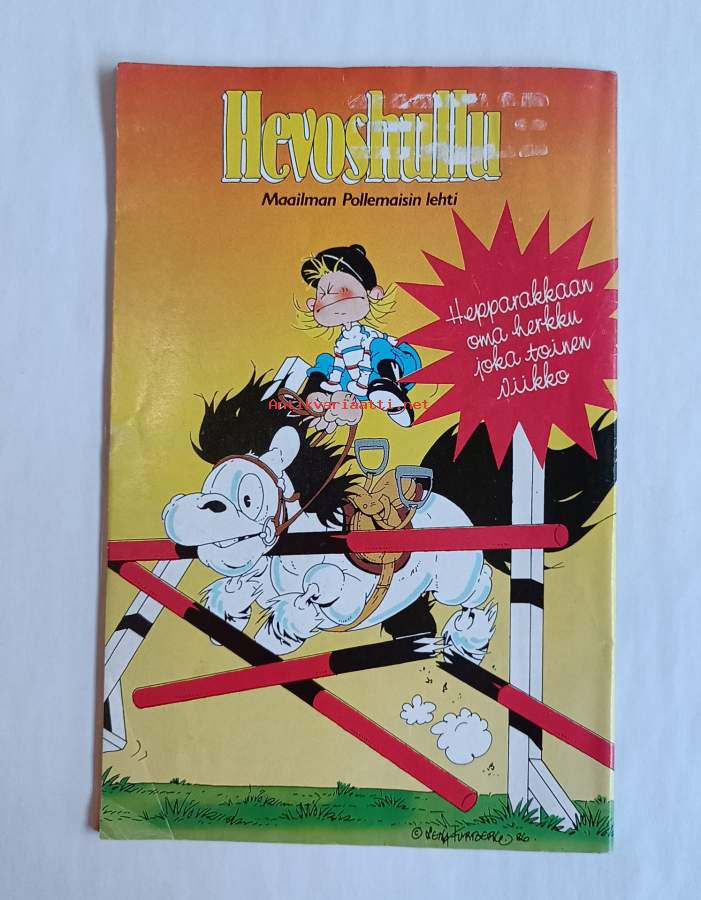 Hevoshullu
Maailman Pollemaisin lehti
Hepparakkaan
oma herkku
joka toinen
viikko
Antikvariaatti.net
©